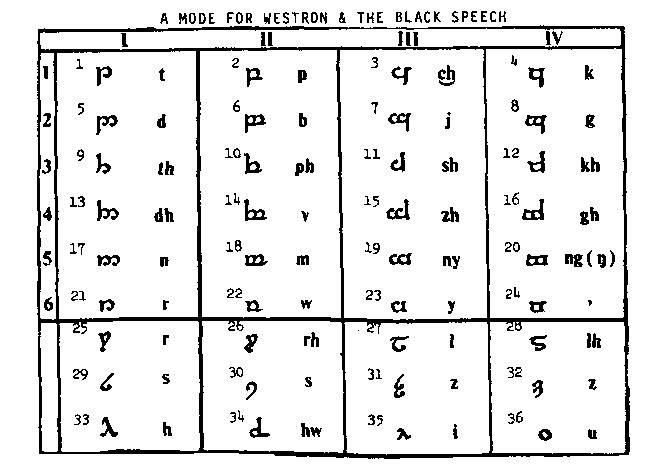 A MODE FOR WESTRON & THE BLACK SPEECH
I II III IV
1 1 t 2 p 3 ch 4 k
2 5 d 6 b 7 j 8 g
3 9 th 10 ph 11 sh 12 kh
4 13 dh 14 v 15 zh 16 gh
5 17 n 18 m 19 ny 20 ng(ŋ)
6 21 r 22 w 23 y 24 ’
25 r 26 rh 27 l 28 lh
29 s 30 s 31 z 32 z
33 h 34 hw 35 i 36 u